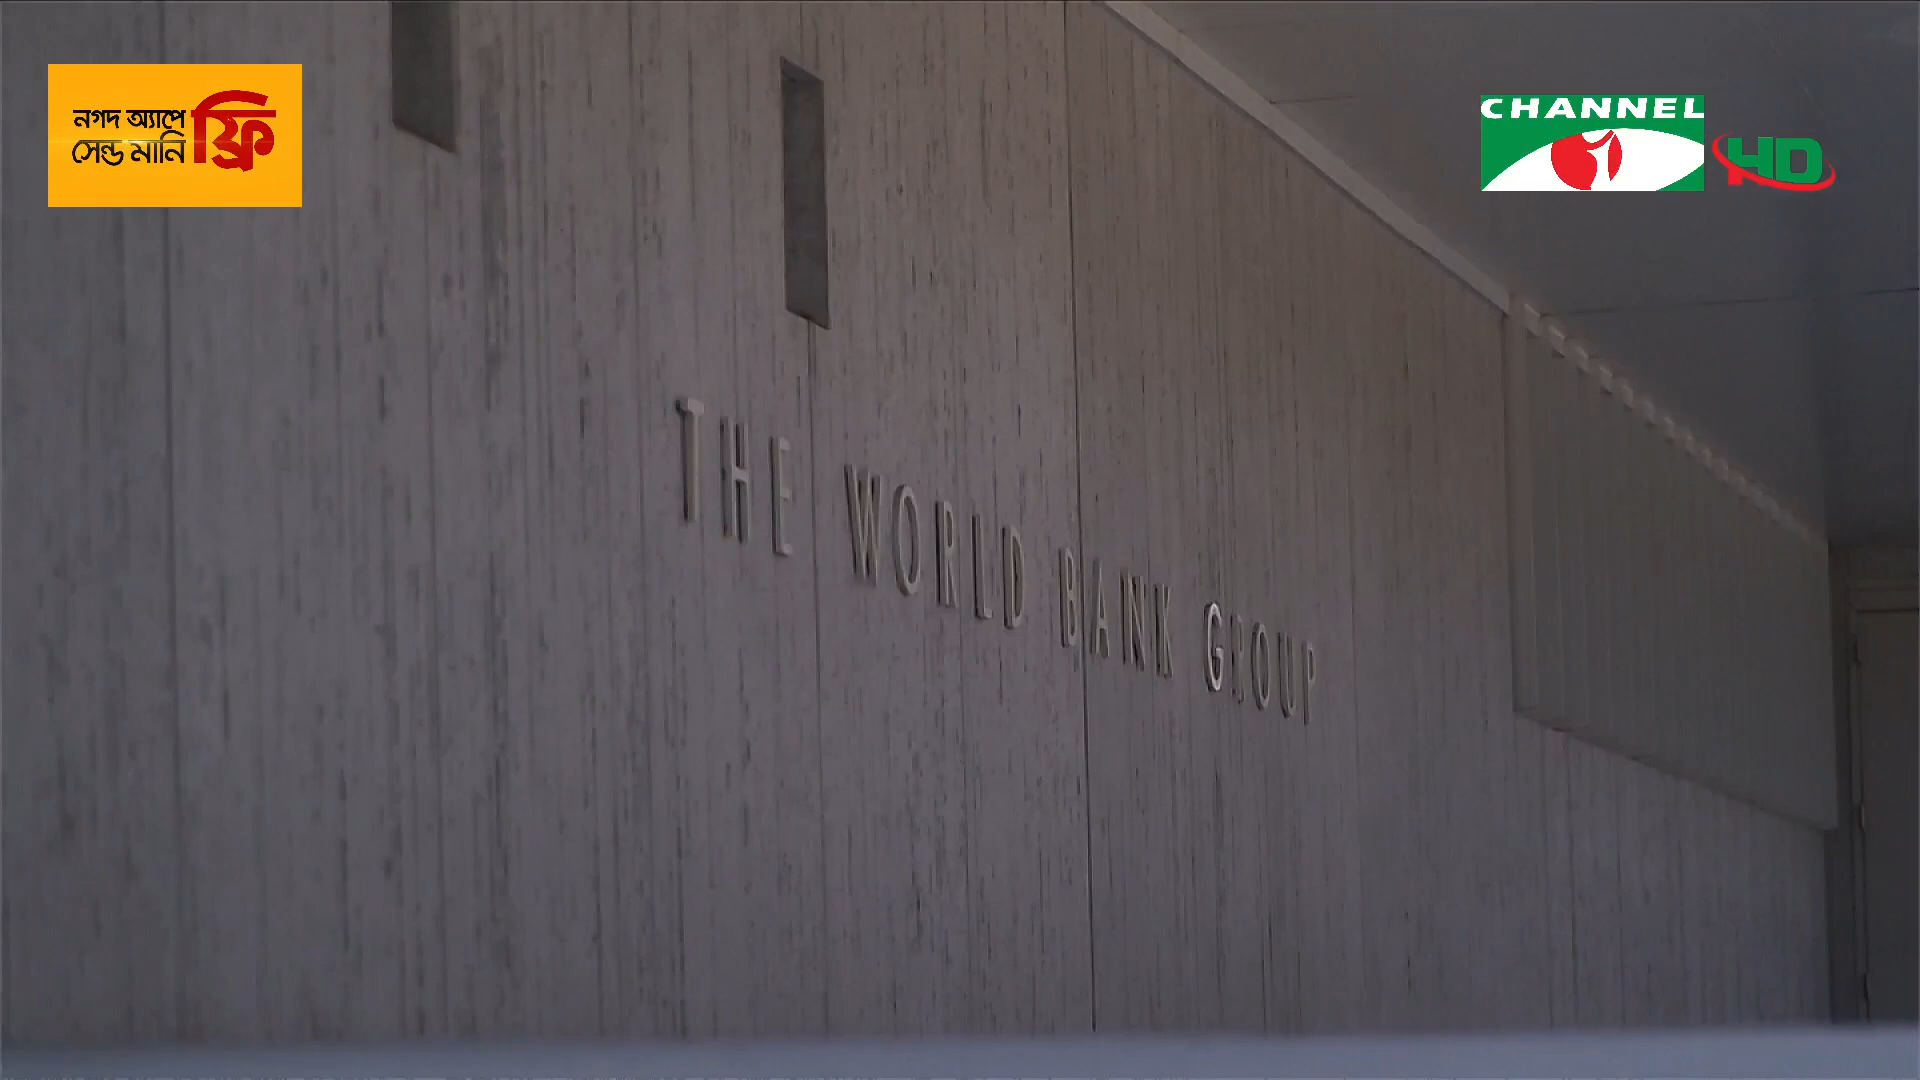 নগদ অ্যাপে ফ্রি
সেন্ড মানি
CHANNEL
HD
THE WORLD BANK GROUP